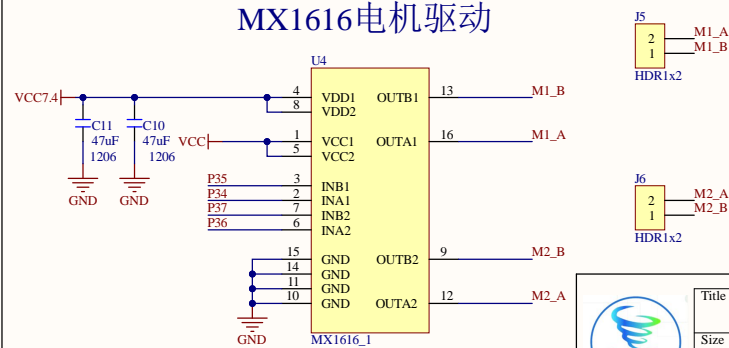 MX1616电机驱动
J5
2 M1_A
1 M1_B
HDR1x2
U4
VCC7.4
4 VDD1 OUTB1 13 M1_B
8 VDD2
C11 C10
47uF 47uF
1206 1206
VCC
1 VCC1 OUTA1 16 M1_A
5 VCC2
P35 3 INB1
P34 2 INA1
P37 7 INB2
P36 6 INA2
GND GND
J6
2 M2_A
1 M2_B
HDR1x2
15 GND OUTB2 9 M2_B
14 GND
11 GND
10 GND OUTA2 12 M2_A
GND
MX1616_1
Title
Size